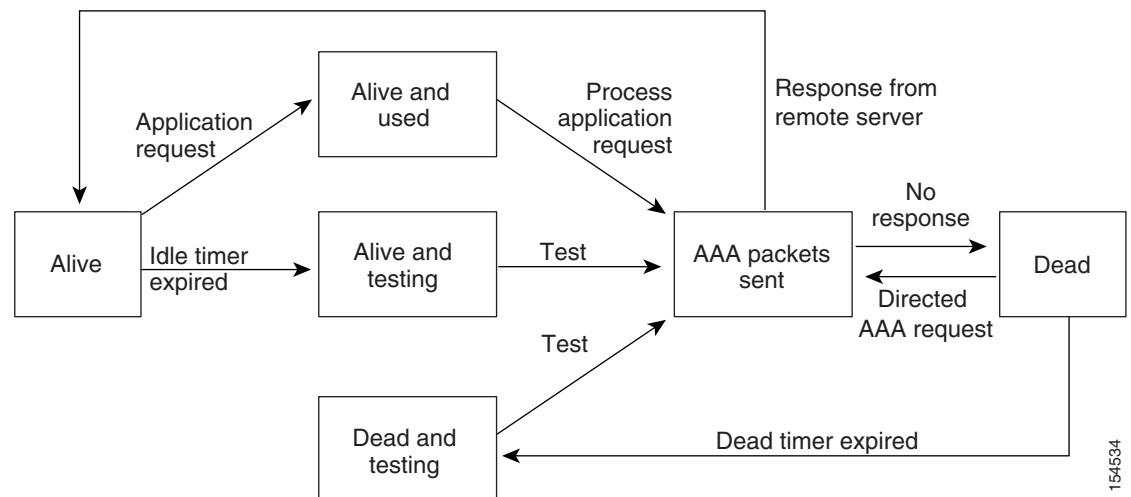 Alive and
used
Application
request
Process
application
request
Response from
remote server
Alive
Idle timer
expired
Alive and
testing
Test
AAA packets
sent
No
response
Directed
AAA request
Dead
Test
Dead and
testing
Dead timer expired
154534